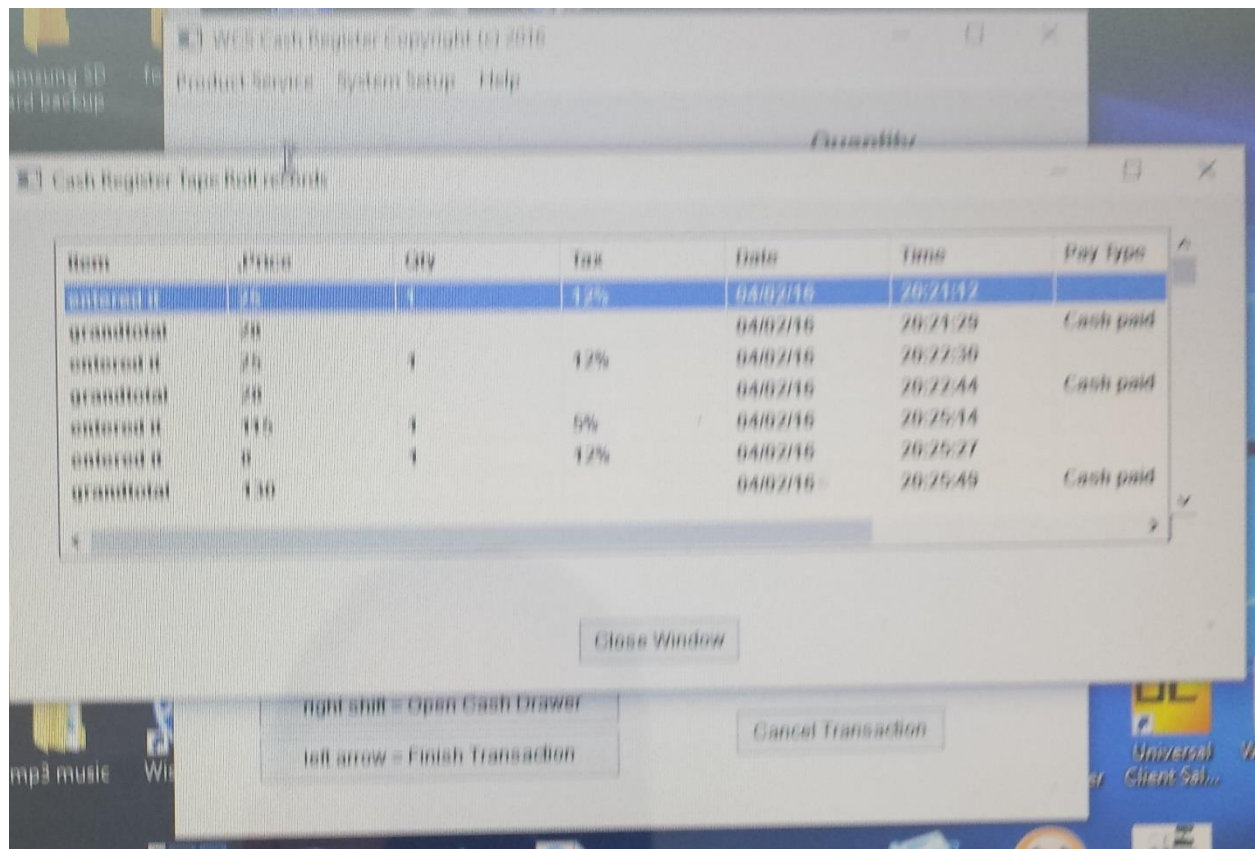 WCS Cash Register Copyright (c) 2016
Product Service System Setup Help
Quantity
Cash Register Tape Roll records
Item Price Qty Tax Date Time Pay Type
entered it 25 1 12% 04/02/16 20:21:12
grandtotal 28 04/02/16 20:21:29 Cash paid
entered it 25 1 12% 04/02/16 20:22:36
grandtotal 28 04/02/16 20:22:44 Cash paid
entered it 115 1 5% 04/02/16 20:25:14
entered it 8 1 12% 04/02/16 20:25:27
grandtotal 130 04/02/16 20:25:49 Cash paid
Close Window
right shift = Open Cash Drawer
left arrow = Finish Transaction
Cancel Transaction
mp3 music
Universal
Client Sal...